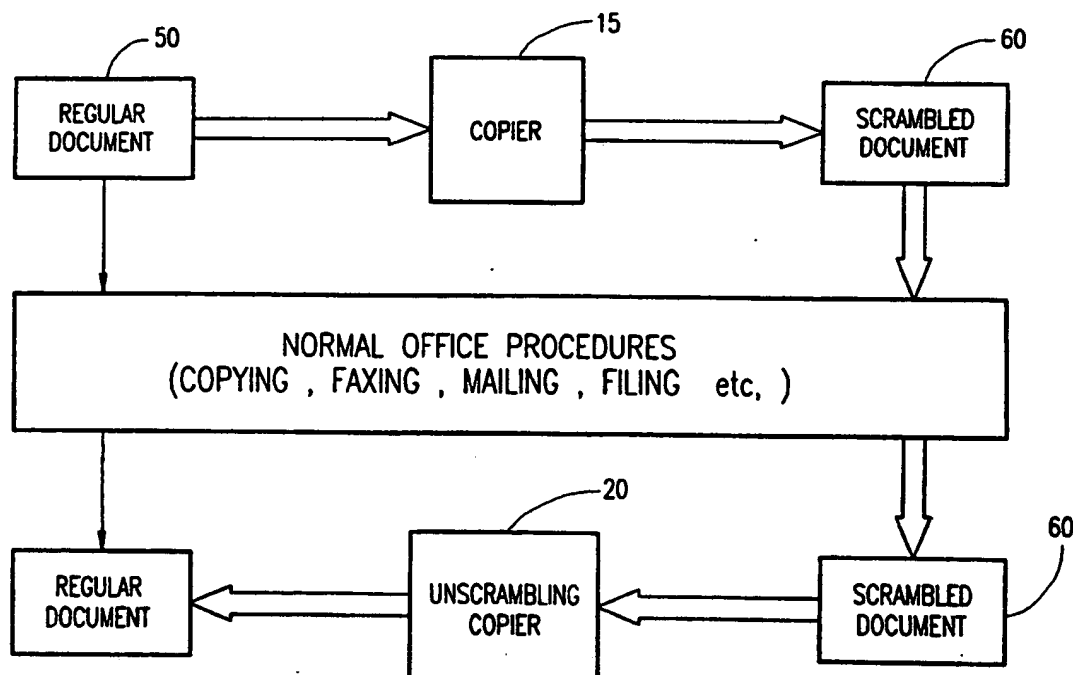 50
15
60
REGULAR
DOCUMENT
COPIER
SCRAMBLED
DOCUMENT
NORMAL OFFICE PROCEDURES
(COPYING , FAXING , MAILING , FILING etc, )
20
60
REGULAR
DOCUMENT
UNSCRAMBLING
COPIER
SCRAMBLED
DOCUMENT